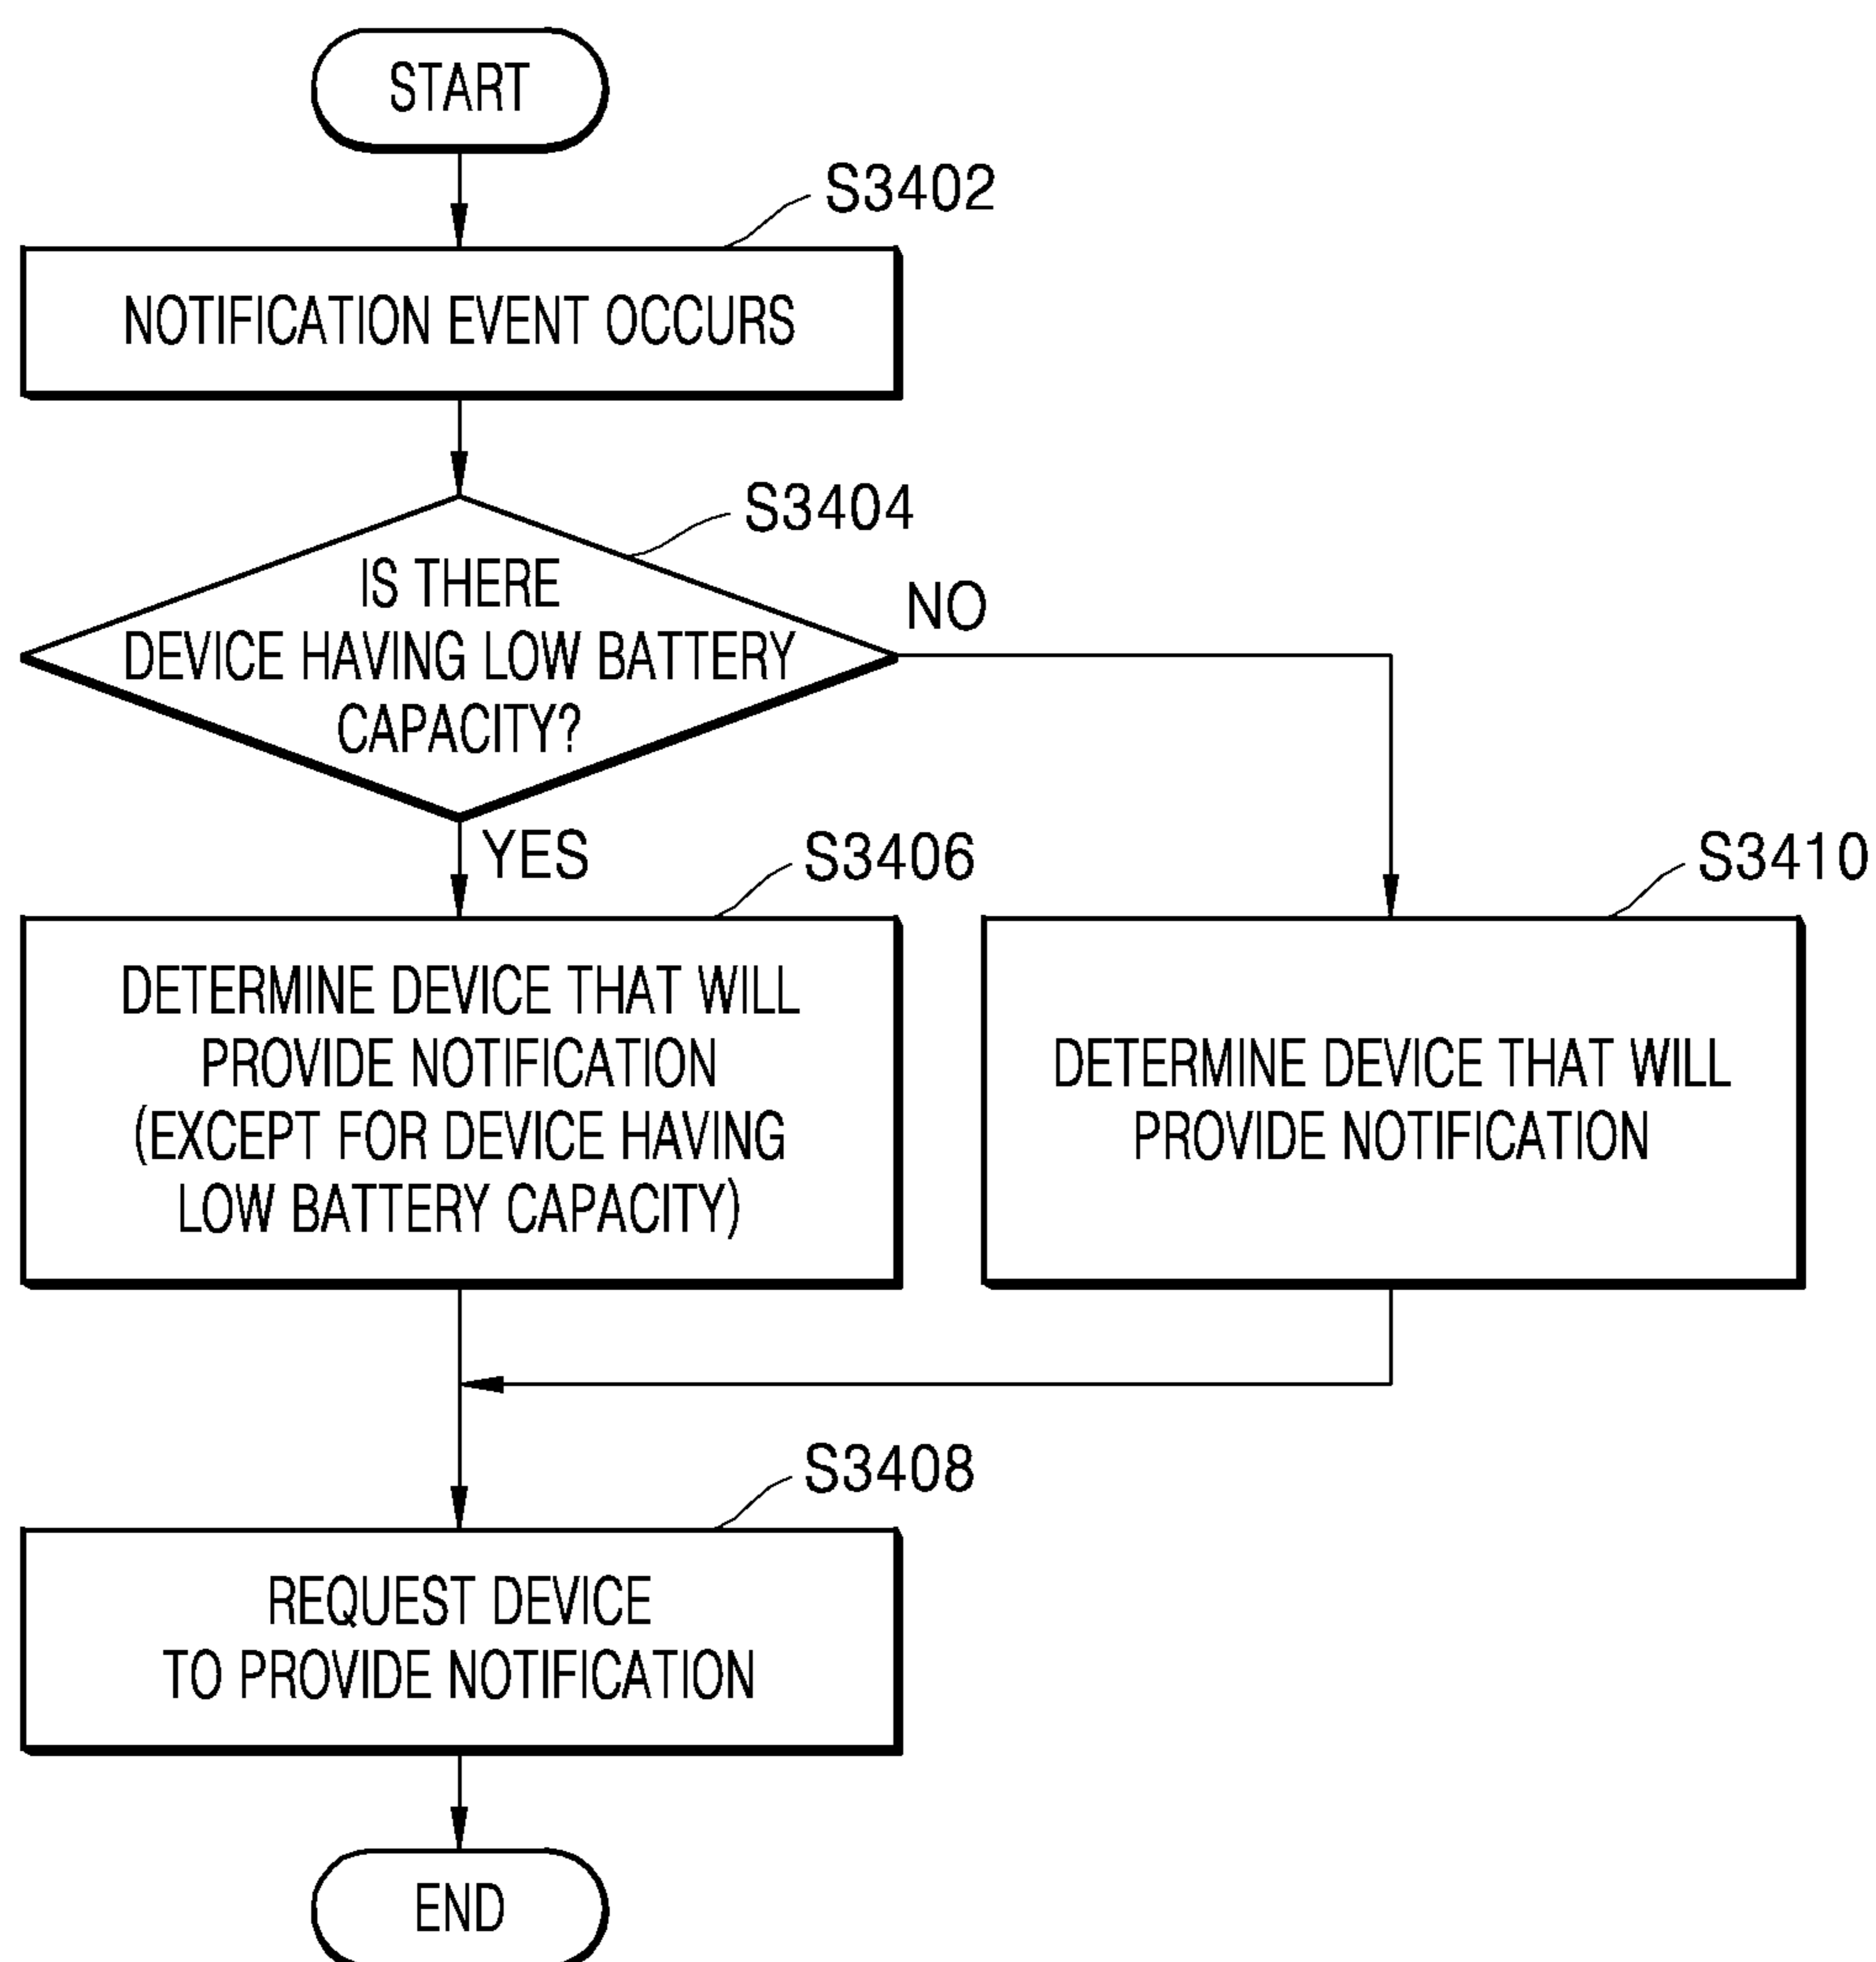 START
S3402
NOTIFICATION EVENT OCCURS
S3404
IS THERE
DEVICE HAVING LOW BATTERY
CAPACITY?
NO
YES
S3406
DETERMINE DEVICE THAT WILL
PROVIDE NOTIFICATION
(EXCEPT FOR DEVICE HAVING
LOW BATTERY CAPACITY)
S3410
DETERMINE DEVICE THAT WILL
PROVIDE NOTIFICATION
S3408
REQUEST DEVICE
TO PROVIDE NOTIFICATION
END